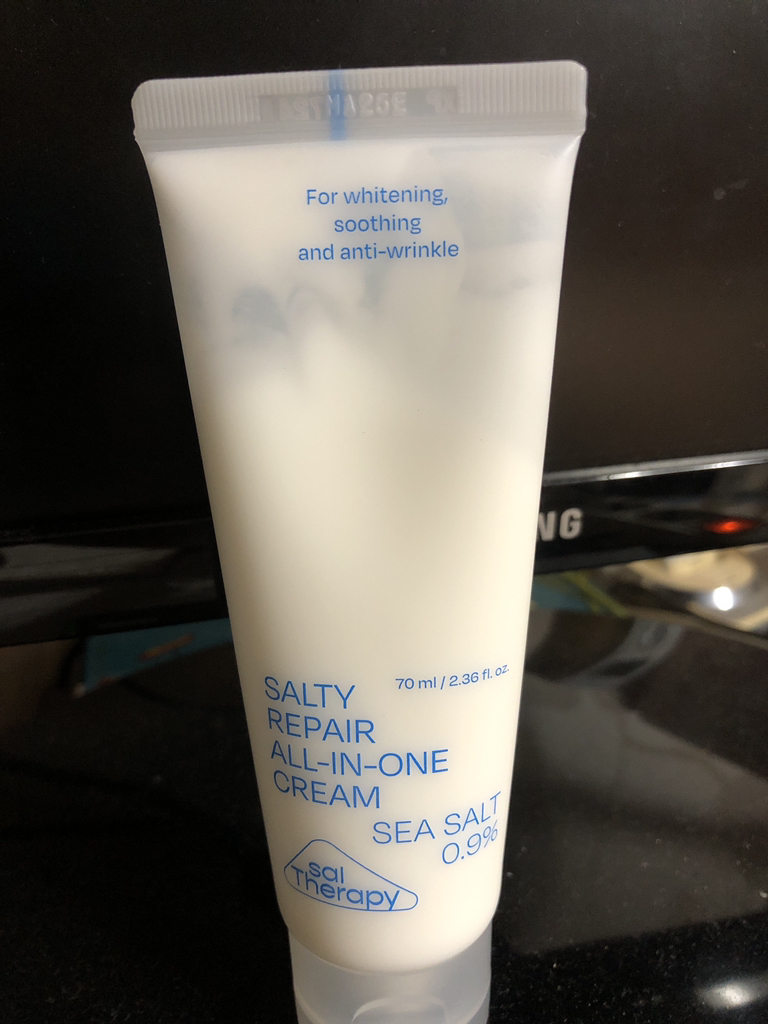 For whitening,
soothing
and anti-wrinkle
70 ml / 2.36 fl. oz.
SALTY
REPAIR
ALL-IN-ONE
CREAM
SEA SALT
0.9%
sal
Therapy
NG